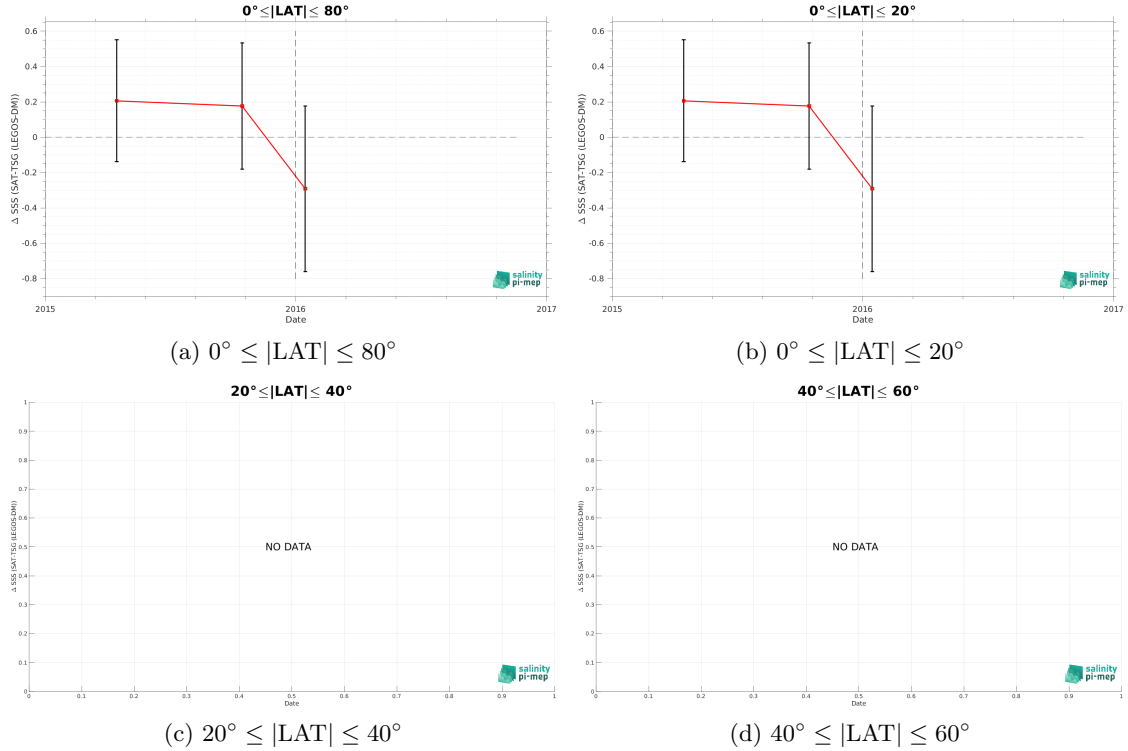 0°≤|LAT|≤ 80°
Δ SSS (SAT-TSG (LEGOS-DM))
0.6
0.4
0.2
0
-0.2
-0.4
-0.6
-0.8
2015
2016
2017
Date
salinity
pi-mep
(a) 0° ≤ |LAT| ≤ 80°
0°≤|LAT|≤ 20°
Δ SSS (SAT-TSG (LEGOS-DM))
0.6
0.4
0.2
0
-0.2
-0.4
-0.6
-0.8
2015
2016
2017
Date
salinity
pi-mep
(b) 0° ≤ |LAT| ≤ 20°
20°≤|LAT|≤ 40°
Δ SSS (SAT-TSG (LEGOS-DM))
1
0.9
0.8
0.7
0.6
0.5
0.4
0.3
0.2
0.1
0
NO DATA
0 0.1 0.2 0.3 0.4 0.5 0.6 0.7 0.8 0.9 1
Date
salinity
pi-mep
(c) 20° ≤ |LAT| ≤ 40°
40°≤|LAT|≤ 60°
Δ SSS (SAT-TSG (LEGOS-DM))
1
0.9
0.8
0.7
0.6
0.5
0.4
0.3
0.2
0.1
0
NO DATA
0 0.1 0.2 0.3 0.4 0.5 0.6 0.7 0.8 0.9 1
Date
salinity
pi-mep
(d) 40° ≤ |LAT| ≤ 60°